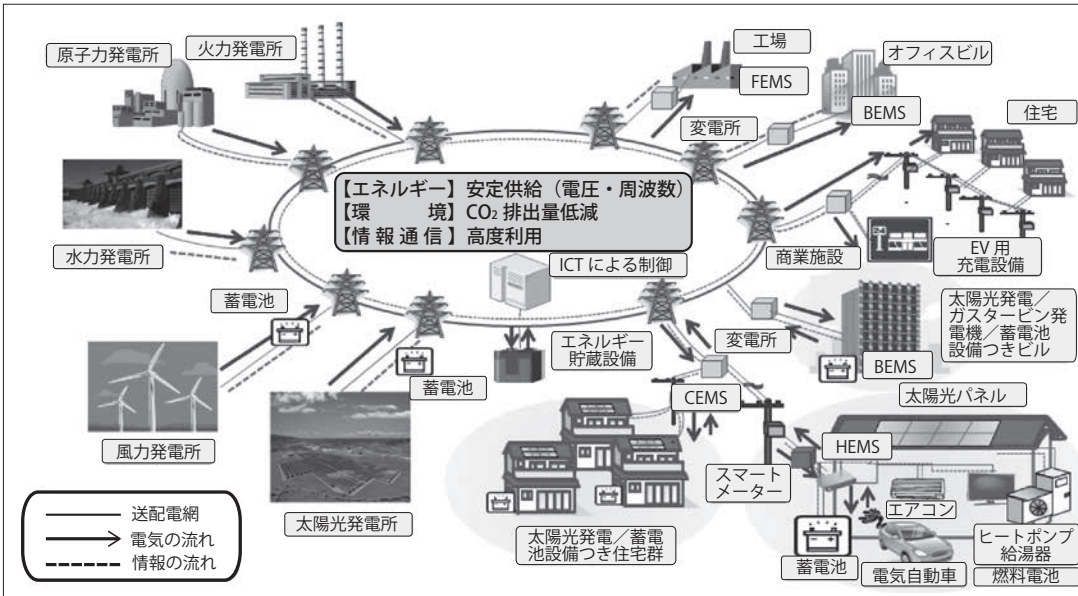 原子力発電所
火力発電所
工場
FEMS
オフィスビル
BEMS
変電所
住宅
【エネルギー】安定供給（電圧・周波数）
【環　　境】CO₂ 排出量低減
【情報通信】高度利用
水力発電所
ICT による制御
商業施設
EV 用
充電設備
蓄電池
蓄電池
エネルギー
貯蔵設備
変電所
太陽光発電／
ガスタービン発
電機／蓄電池
設備つきビル
BEMS
CEMS
太陽光パネル
風力発電所
HEMS
スマート
メーター
エアコン
太陽光発電所
太陽光発電／蓄電
池設備つき住宅群
蓄電池
電気自動車
ヒートポンプ
給湯器
燃料電池
送配電網
電気の流れ
情報の流れ